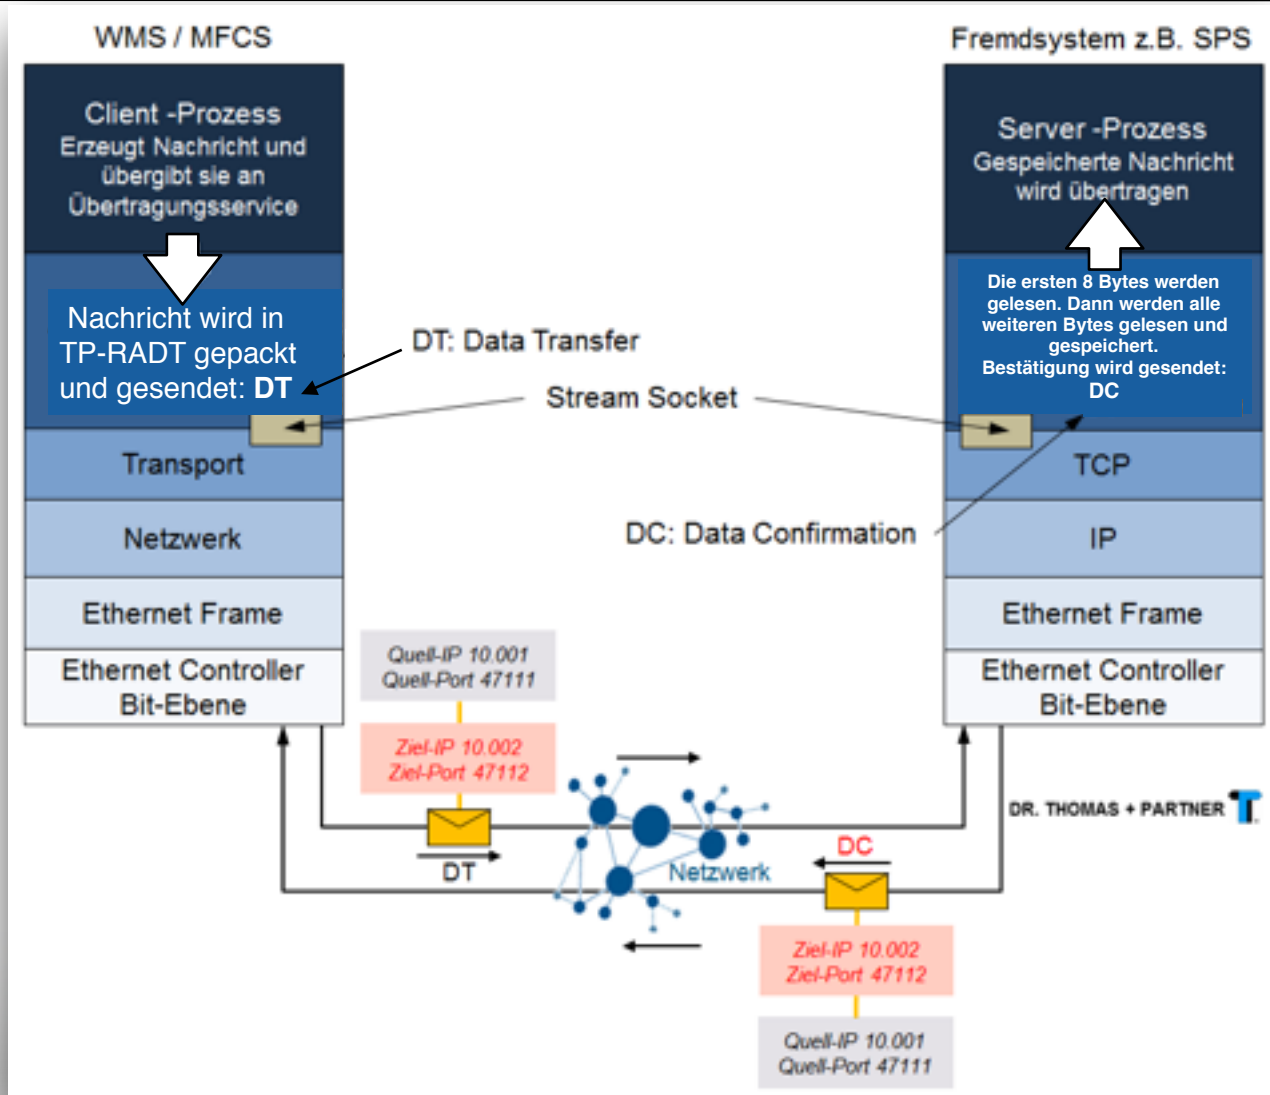 WMS / MFCS
Client -Prozess
Erzeugt Nachricht und
übergibt sie an
Übertragungsservice
Nachricht wird in
TP-RADT gepackt
und gesendet: DT
Transport
Netzwerk
Ethernet Frame
Ethernet Controller
Bit-Ebene
DT: Data Transfer
Stream Socket
DC: Data Confirmation
Fremdsystem z.B. SPS
Server -Prozess
Gespeicherte Nachricht
wird übertragen
Die ersten 8 Bytes werden
gelesen. Dann werden alle
weiteren Bytes gelesen und
gespeichert.
Bestätigung wird gesendet:
DC
TCP
IP
Ethernet Frame
Ethernet Controller
Bit-Ebene
Quell-IP 10.001
Quell-Port 47111
Ziel-IP 10.002
Ziel-Port 47112
DT
Netzwerk
DC
DR. THOMAS + PARTNER
Ziel-IP 10.002
Ziel-Port 47112
Quell-IP 10.001
Quell-Port 47111